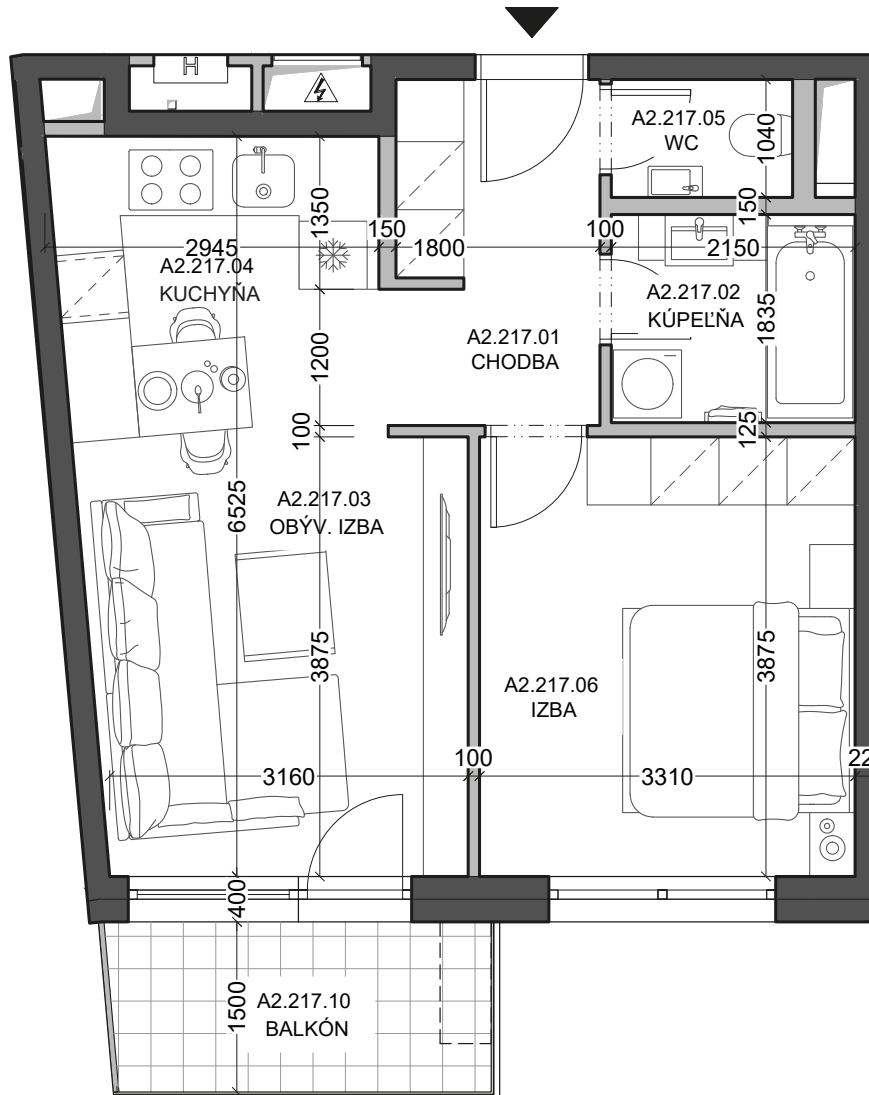 H
A2.217.05
WC
1040
1350
150
2945
150
1800
100
2150
A2.217.04
KUCHYŇA
A2.217.02
KÚPEĽŇA
1835
A2.217.01
CHODBA
1200
100
125
6525
A2.217.03
OBÝV. IZBA
3875
3875
A2.217.06
IZBA
3160
100
3310
22
400
1500
A2.217.10
BALKÓN